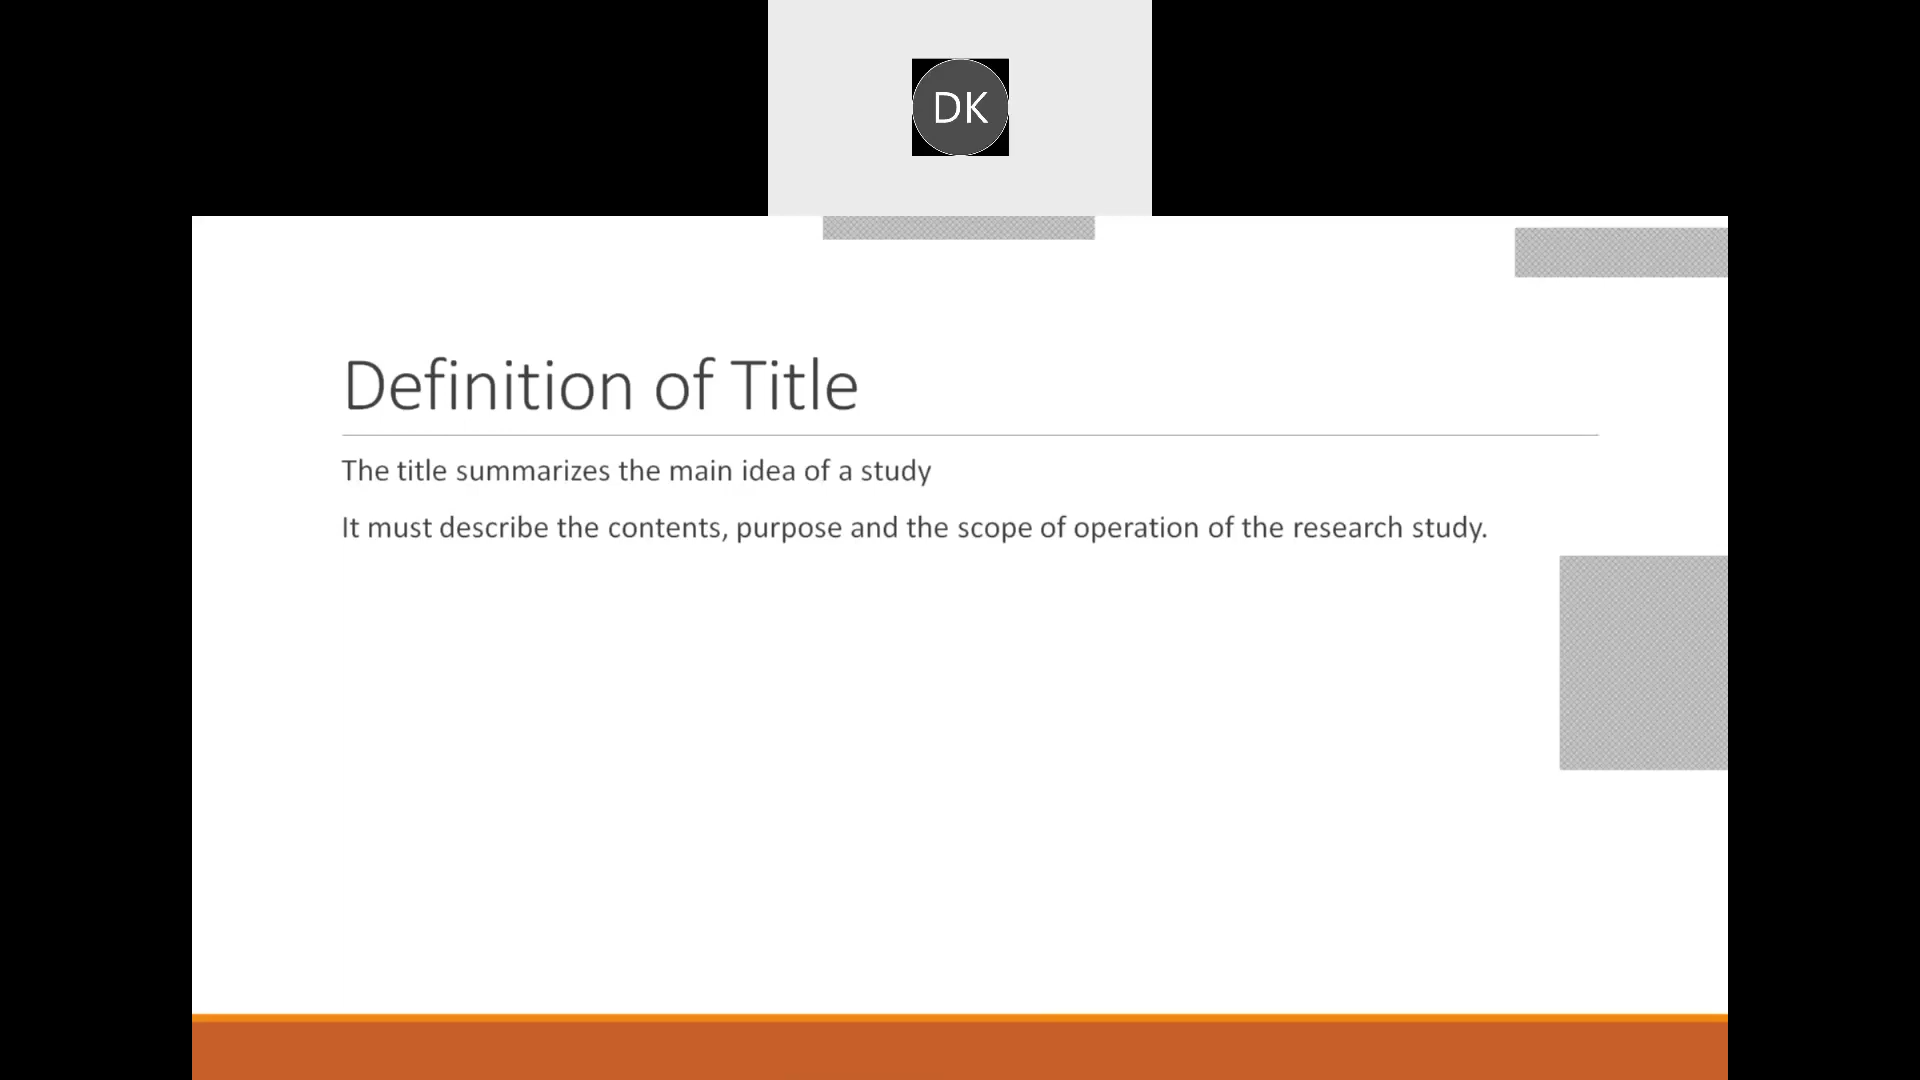 DK
Definition of Title
The title summarizes the main idea of a study
It must describe the contents, purpose and the scope of operation of the research study.